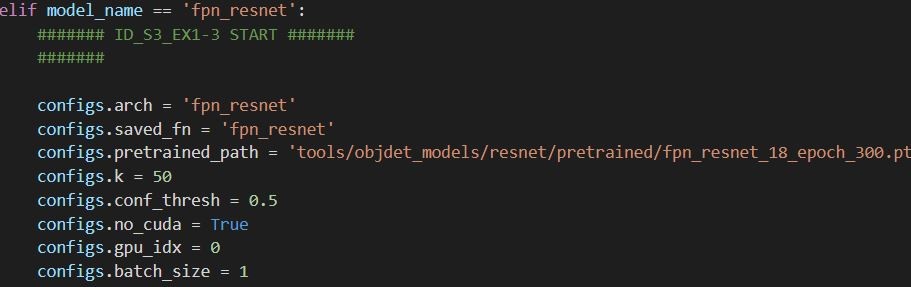 elif model_name == 'fpn_resnet':
####### ID_S3_EX1-3 START #######
#######
configs.arch = 'fpn_resnet'
configs.saved_fn = 'fpn_resnet'
configs.pretrained_path = 'tools/objdet_models/resnet/pretrained/fpn_resnet_18_epoch_300.pt
configs.k = 50
configs.conf_thresh = 0.5
configs.no_cuda = True
configs.gpu_idx = 0
configs.batch_size = 1